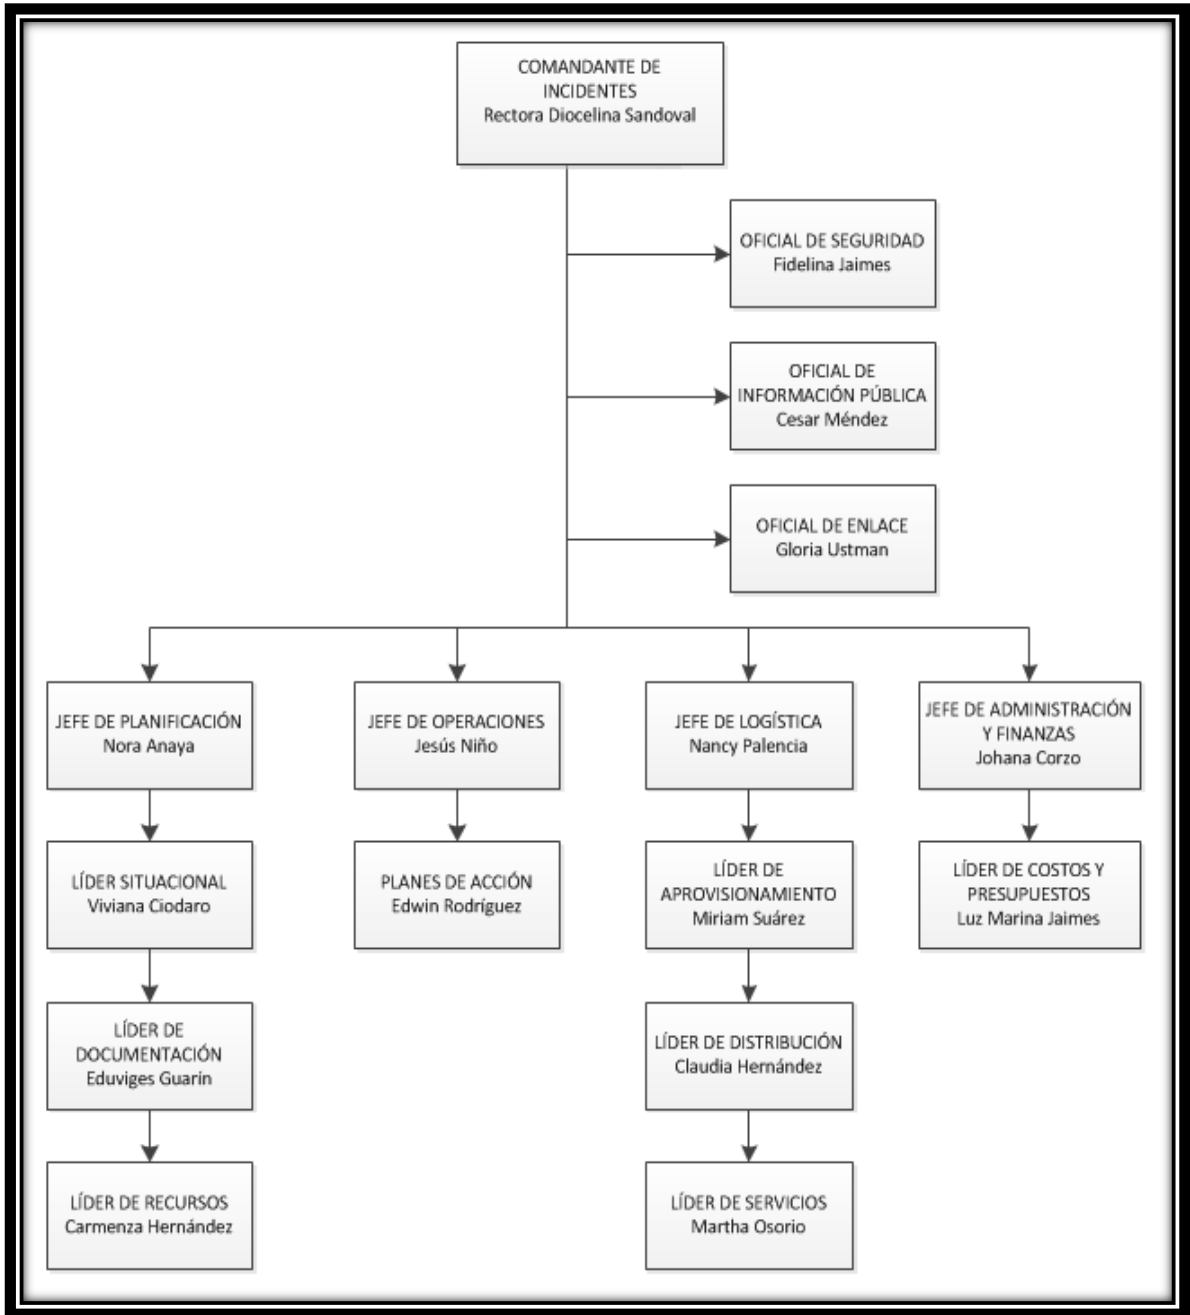 COMANDANTE DE
INCIDENTES
Rectora Diocelina Sandoval
OFICIAL DE SEGURIDAD
Fidelina Jaimes
OFICIAL DE
INFORMACIÓN PÚBLICA
Cesar Méndez
OFICIAL DE ENLACE
Gloria Ustman
JEFE DE PLANIFICACIÓN
Nora Anaya
JEFE DE OPERACIONES
Jesús Niño
JEFE DE LOGÍSTICA
Nancy Palencia
JEFE DE ADMINISTRACIÓN
Y FINANZAS
Johana Corzo
LÍDER SITUACIONAL
Viviana Ciodaro
PLANES DE ACCIÓN
Edwin Rodríguez
LÍDER DE
APROVISIONAMIENTO
Miriam Suárez
LÍDER DE COSTOS Y
PRESUPUESTOS
Luz Marina Jaimes
LÍDER DE
DOCUMENTACIÓN
Eduviges Guarín
LÍDER DE DISTRIBUCIÓN
Claudia Hernández
LÍDER DE RECURSOS
Carmenza Hernández
LÍDER DE SERVICIOS
Martha Osorio